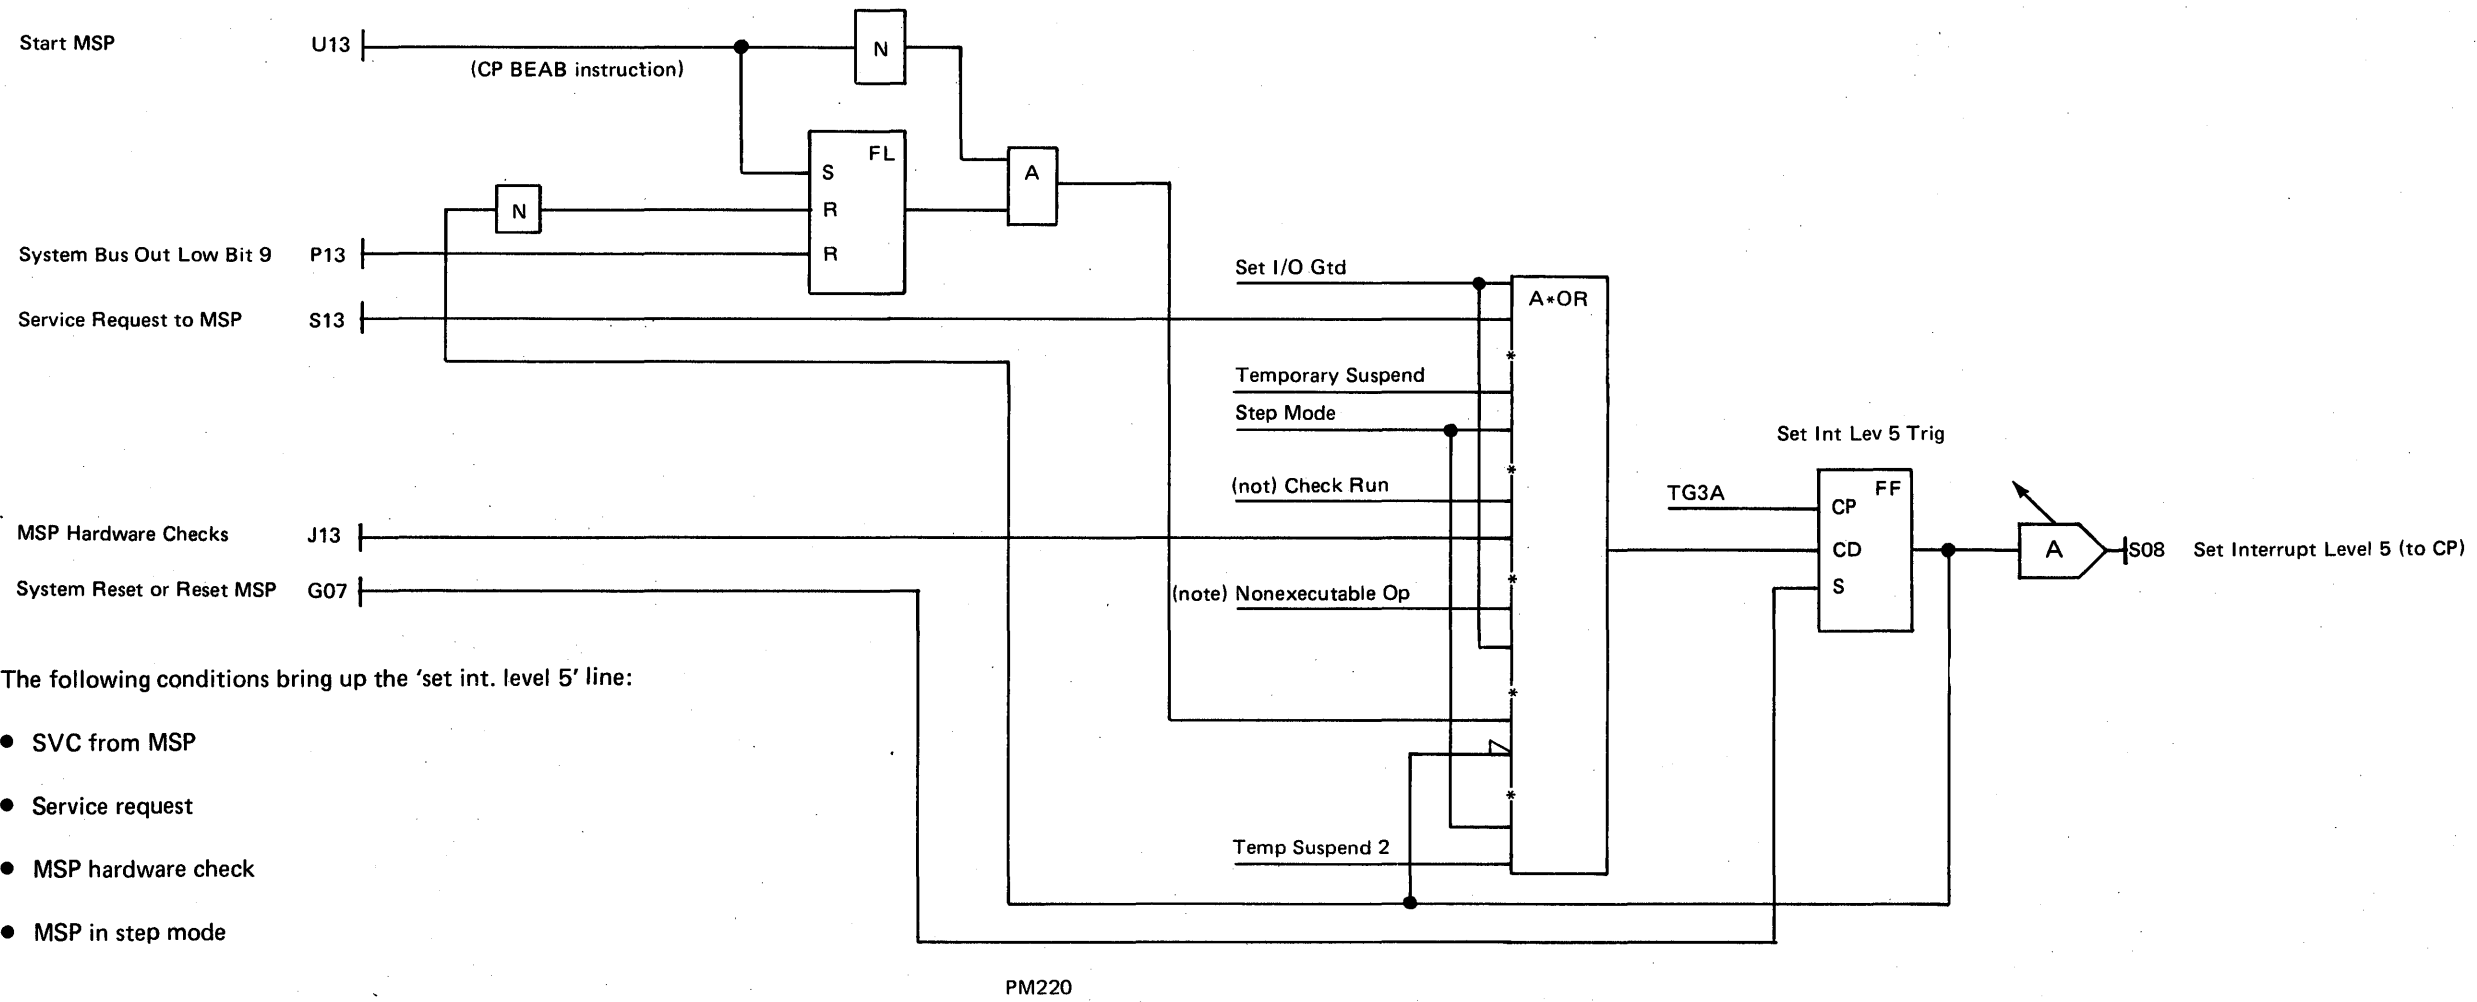 Start MSP U13
(CP BEAB instruction)
N
FL
S
R
R
N
A
System Bus Out Low Bit 9 P13
Service Request to MSP S13
Set I/O Gtd
A*OR
*
Temporary Suspend
Step Mode
*
(not) Check Run
MSP Hardware Checks J13
*
System Reset or Reset MSP G07
(note) Nonexecutable Op
*
*
Temp Suspend 2
Set Int Lev 5 Trig
TG3A
FF
CP
CD
S
A
S08 Set Interrupt Level 5 (to CP)
The following conditions bring up the ‘set int. level 5’ line:
● SVC from MSP
● Service request
● MSP hardware check
● MSP in step mode
PM220